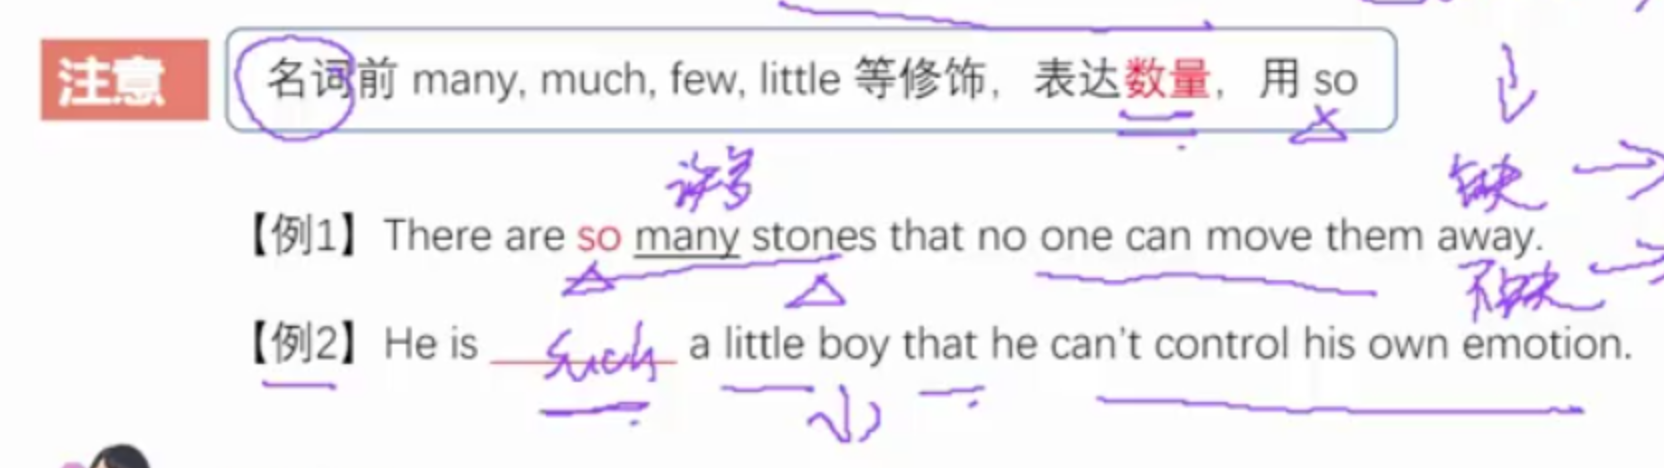 注意
名词前 many, much, few, little 等修饰，表达数量，用 so
许多
缺
【例1】There are so many stones that no one can move them away.
不缺
【例2】He is such a little boy that he can't control his own emotion.
小